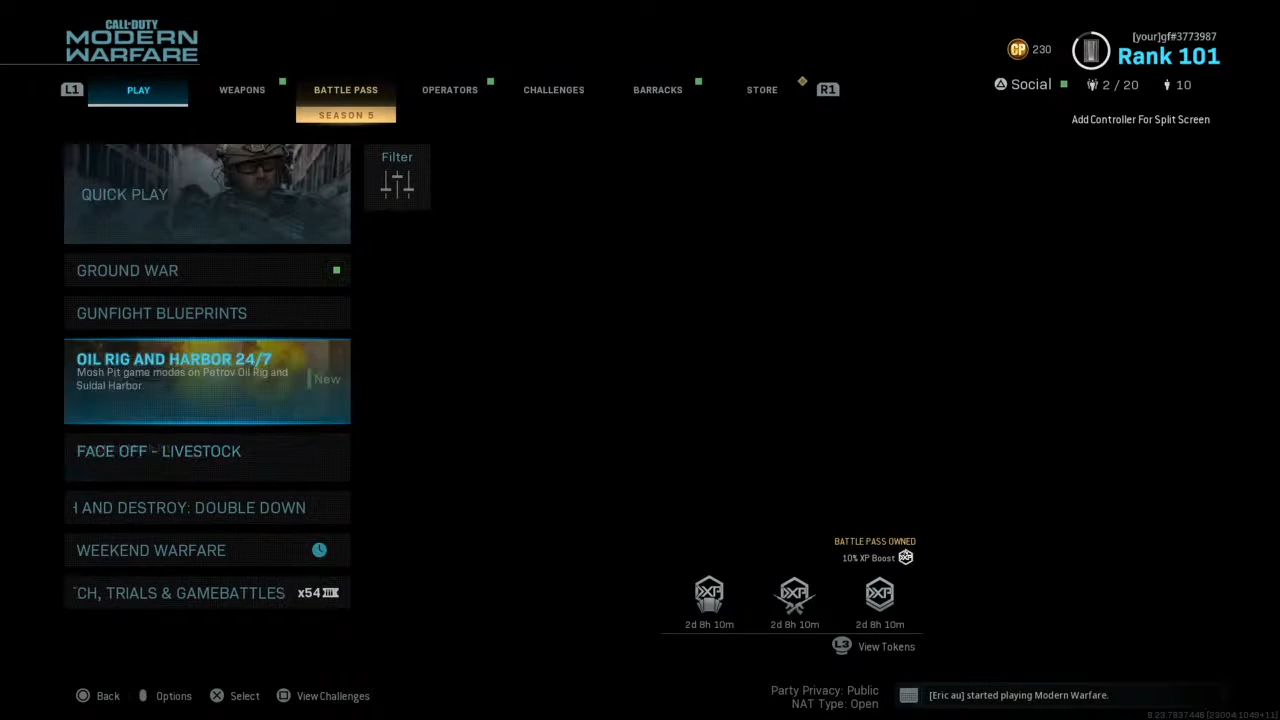 CALL OF DUTY
MODERN
WARFARE
CP 230
[your]gf#3773987
Rank 101
Social
2 / 20
10
Add Controller For Split Screen
L1
PLAY
WEAPONS
BATTLE PASS
SEASON 5
OPERATORS
CHALLENGES
BARRACKS
STORE
R1
QUICK PLAY
Filter
GROUND WAR
GUNFIGHT BLUEPRINTS
OIL RIG AND HARBOR 24/7
Mosh Pit game modes on Petrov Oil Rig and
Suldal Harbor
New
FACE OFF - LIVESTOCK
H AND DESTROY: DOUBLE DOWN
WEEKEND WARFARE
TCH, TRIALS & GAMEBATTLES x54
BATTLE PASS OWNED
10% XP Boost
DXP DXP DXP
2d 8h 10m 2d 8h 10m 2d 8h 10m
L3 View Tokens
Back Options Select View Challenges
Party Privacy: Public
NAT Type: Open
[Eric au] started playing Modern Warfare.